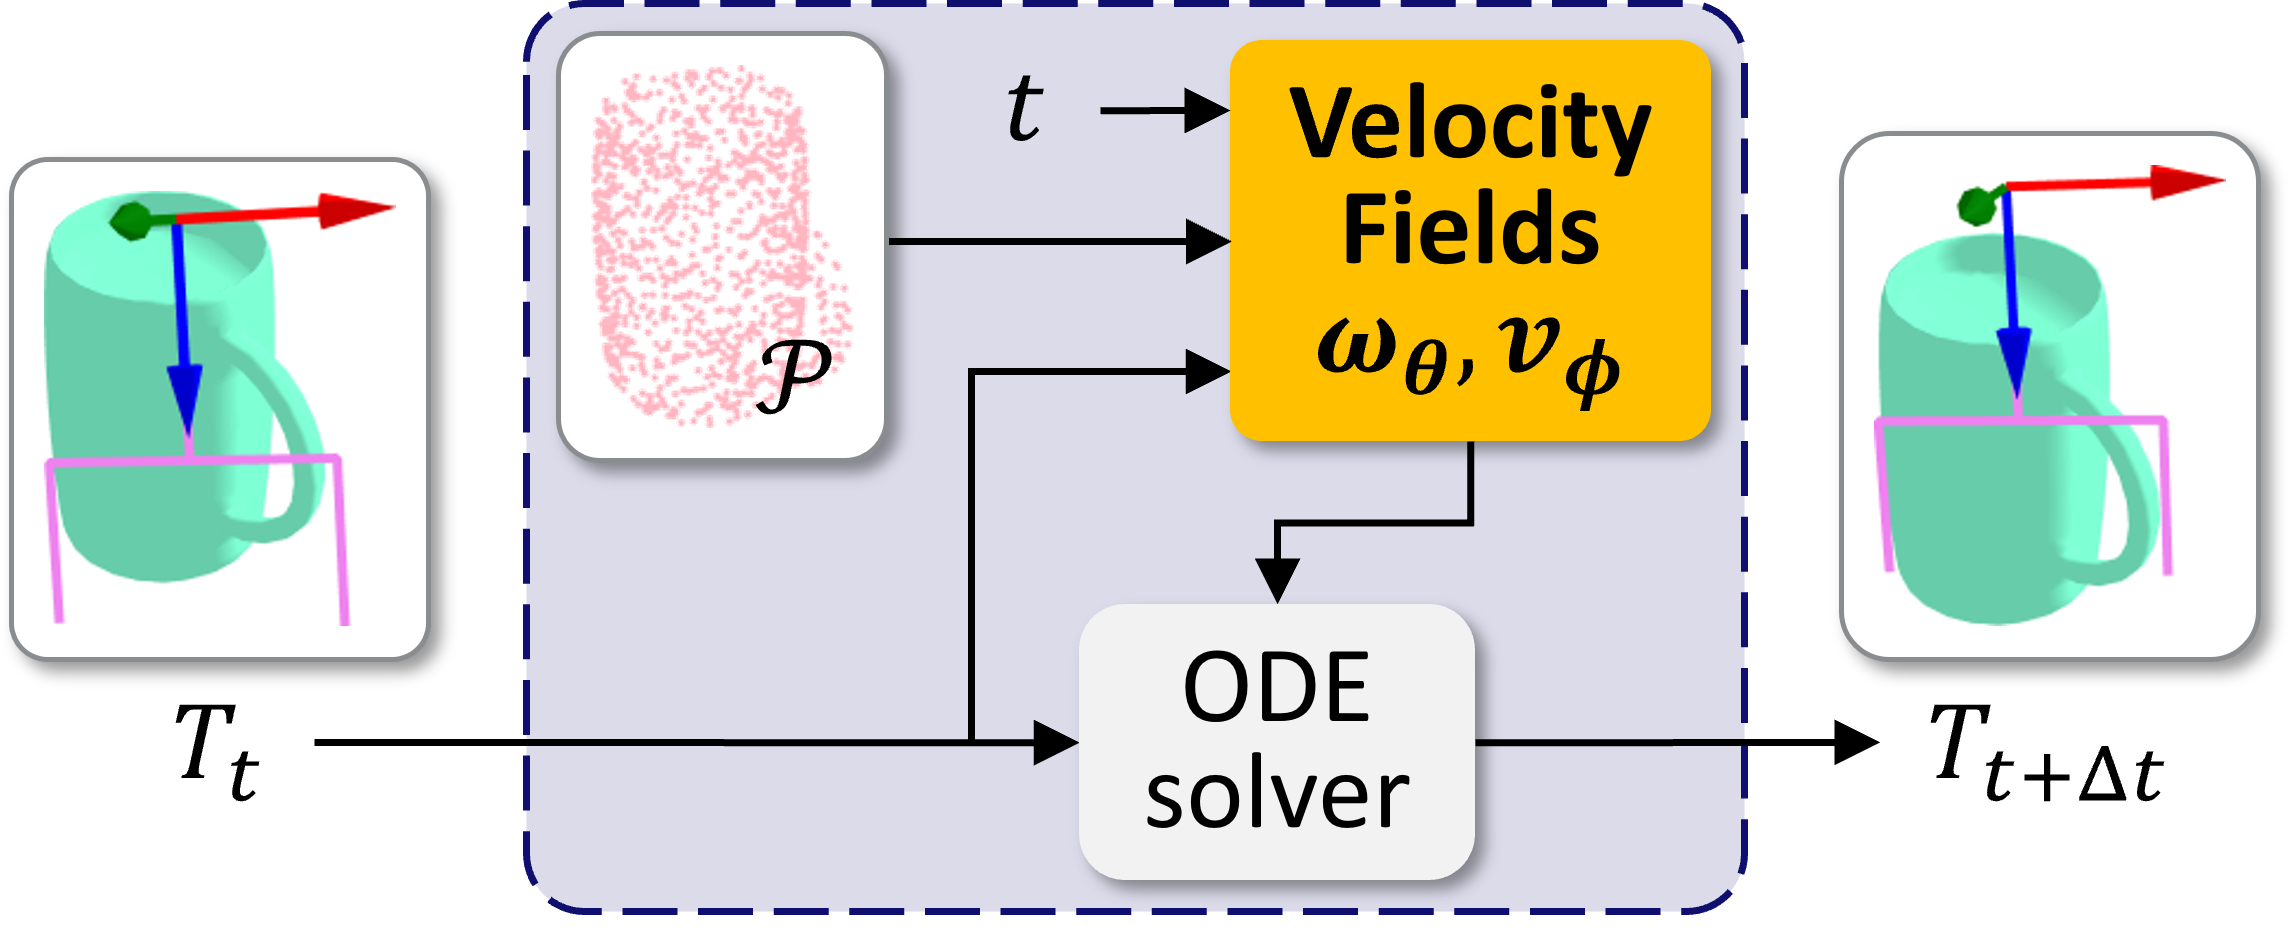 t
Velocity
Fields
ω_θ, v_ϕ
𝒫
ODE
solver
T_t
T_{t+Δt}